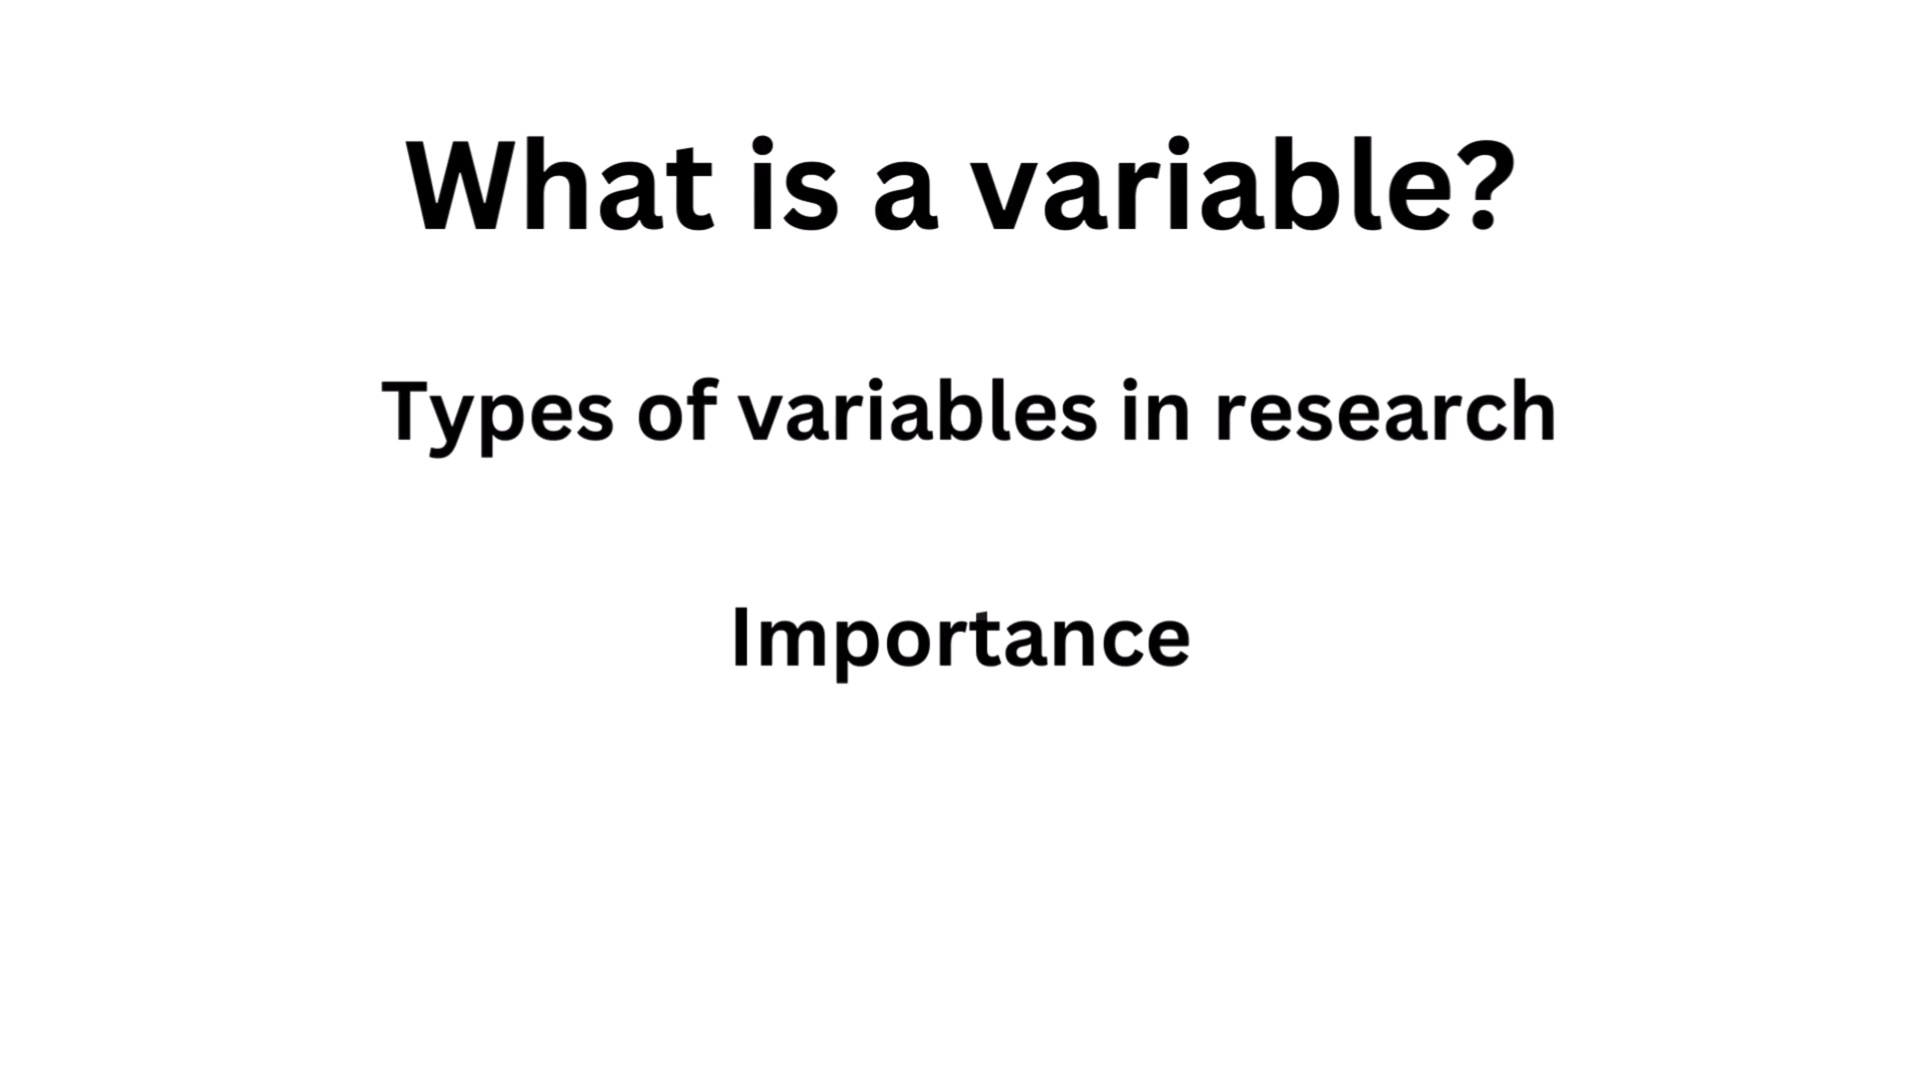 What is a variable?
Types of variables in research
Importance